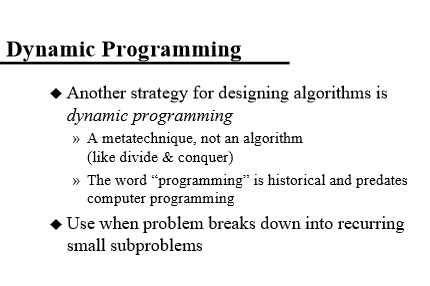 Dynamic Programming
◆ Another strategy for designing algorithms is
dynamic programming
» A metatechnique, not an algorithm
(like divide & conquer)
» The word “programming” is historical and predates
computer programming
◆ Use when problem breaks down into recurring
small subproblems